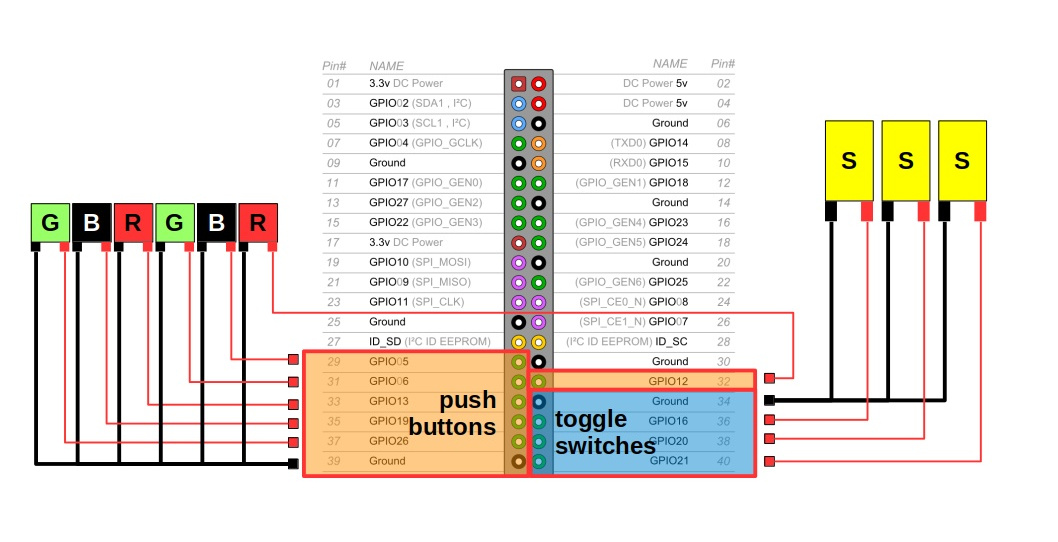 Pin# NAME NAME Pin#
01 3.3v DC Power DC Power 5v 02
03 GPIO02 (SDA1 , I²C) DC Power 5v 04
05 GPIO03 (SCL1 , I²C) Ground 06
07 GPIO04 (GPIO_GCLK) (TXD0) GPIO14 08
09 Ground (RXD0) GPIO15 10
11 GPIO17 (GPIO_GEN0) (GPIO_GEN1) GPIO18 12
13 GPIO27 (GPIO_GEN2) Ground 14
15 GPIO22 (GPIO_GEN3) (GPIO_GEN4) GPIO23 16
17 3.3v DC Power (GPIO_GEN5) GPIO24 18
19 GPIO10 (SPI_MOSI) Ground 20
21 GPIO09 (SPI_MISO) (GPIO_GEN6) GPIO25 22
23 GPIO11 (SPI_CLK) (SPI_CE0_N) GPIO08 24
25 Ground (SPI_CE1_N) GPIO07 26
27 ID_SD (I²C ID EEPROM) (I²C ID EEPROM) ID_SC 28
29 GPIO05 Ground 30
31 GPIO06 GPIO12 32
33 GPIO13 Ground 34
35 GPIO19 GPIO16 36
37 GPIO26 GPIO20 38
39 Ground GPIO21 40
push
buttons
toggle
switches
G B R G B R
S S S